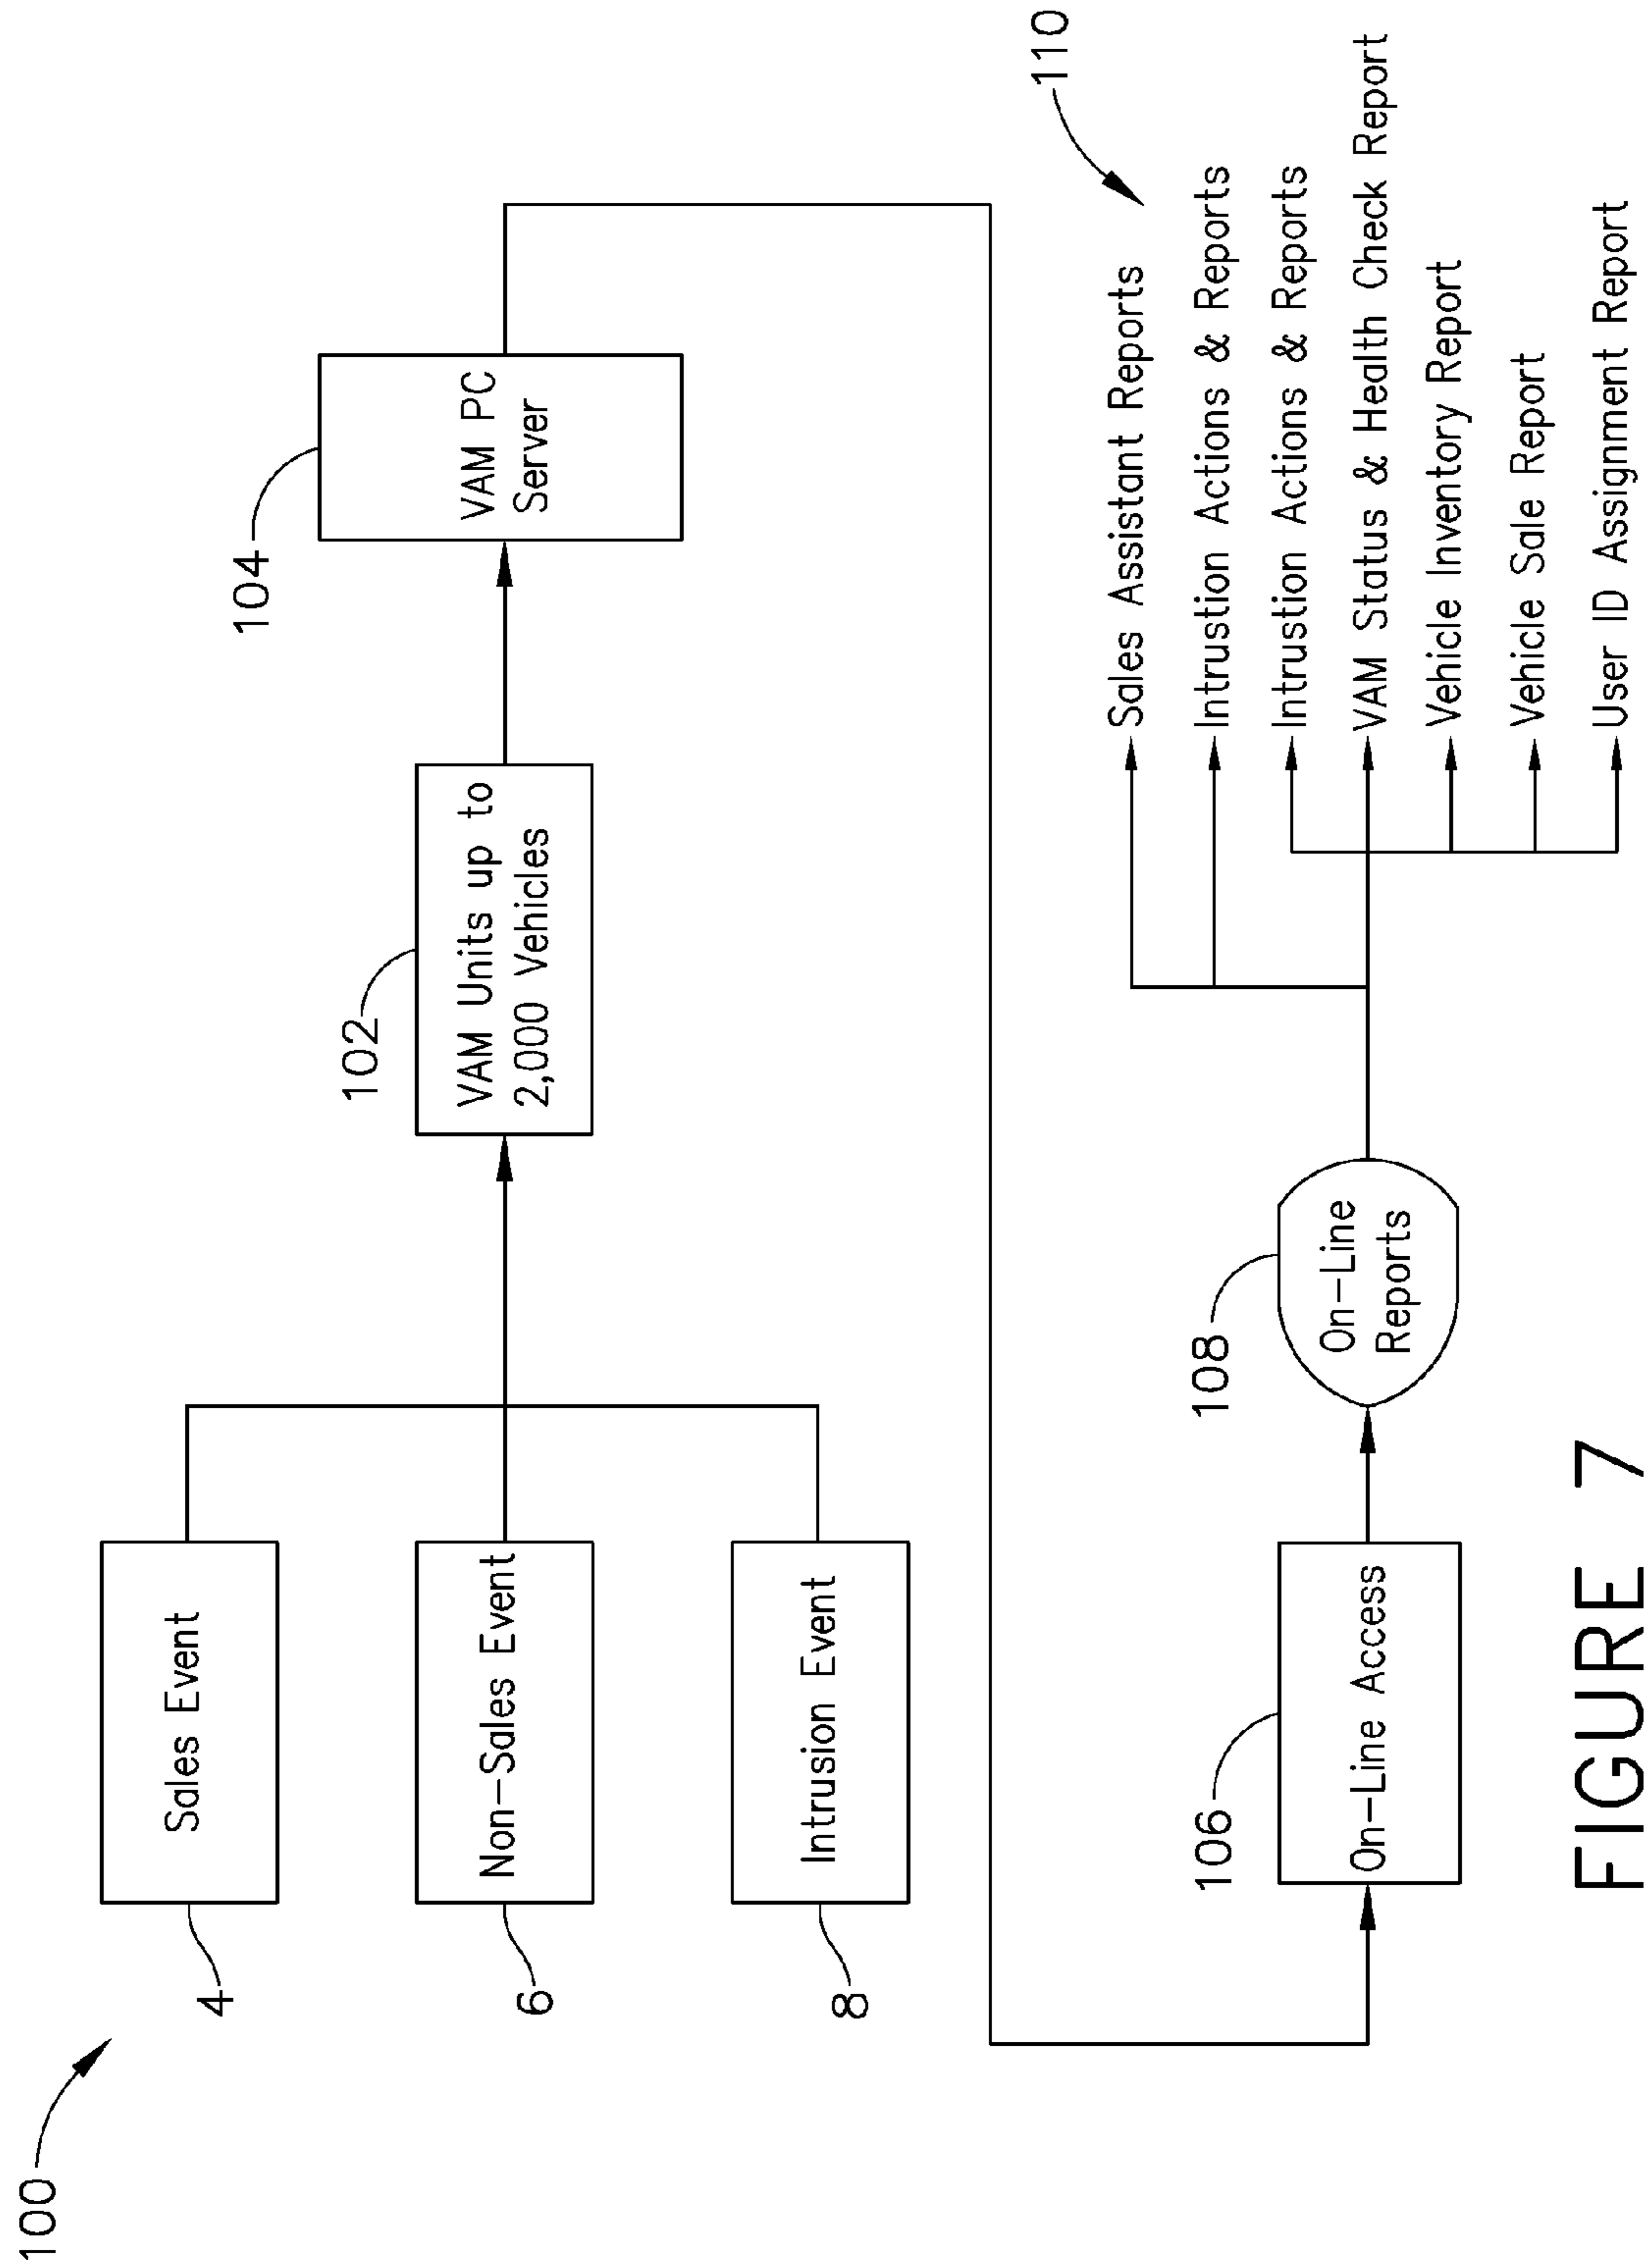 100
4
Sales Event
6
Non-Sales Event
8
Intrusion Event
102
VAM Units up to
2,000 Vehicles
104
VAM PC
Server
106
On-Line Access
108
On-Line
Reports
110
Sales Assistant Reports
Intrustion Actions & Reports
Intrustion Actions & Reports
VAM Status & Health Check Report
Vehicle Inventory Report
Vehicle Sale Report
User ID Assignment Report
FIGURE 7